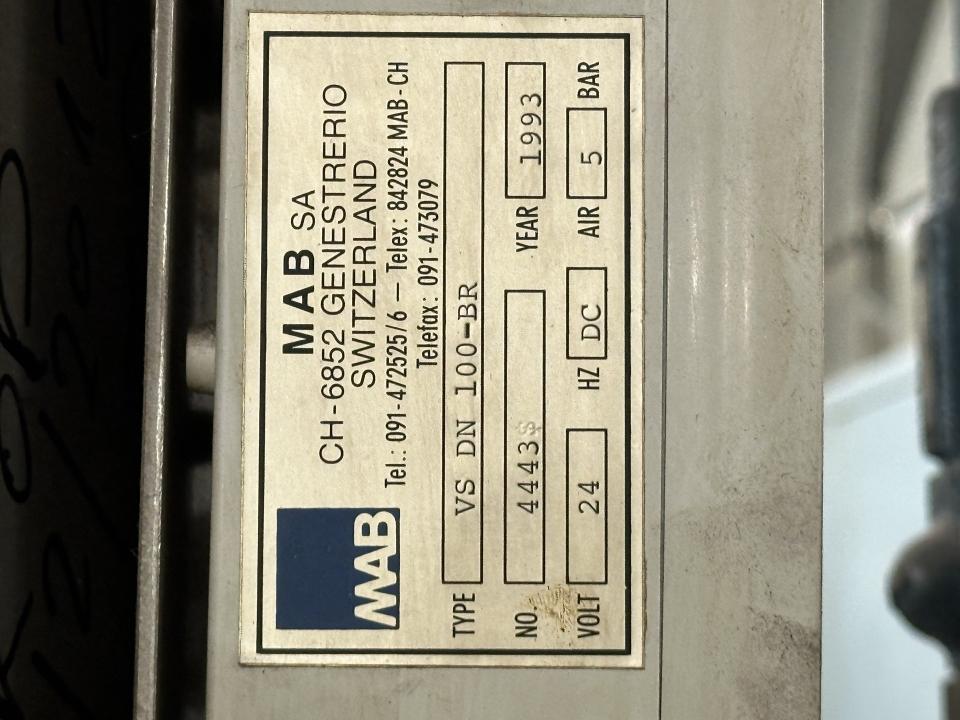 MAB
MAB SA
CH-6852 GENESTRERIO
SWITZERLAND
Tel.: 091-472525/6 — Telex: 842824 MAB-CH
Telefax: 091-473079
TYPE VS DN 100-BR
NO. 4443S YEAR 1993
VOLT 24 HZ DC AIR 5 BAR